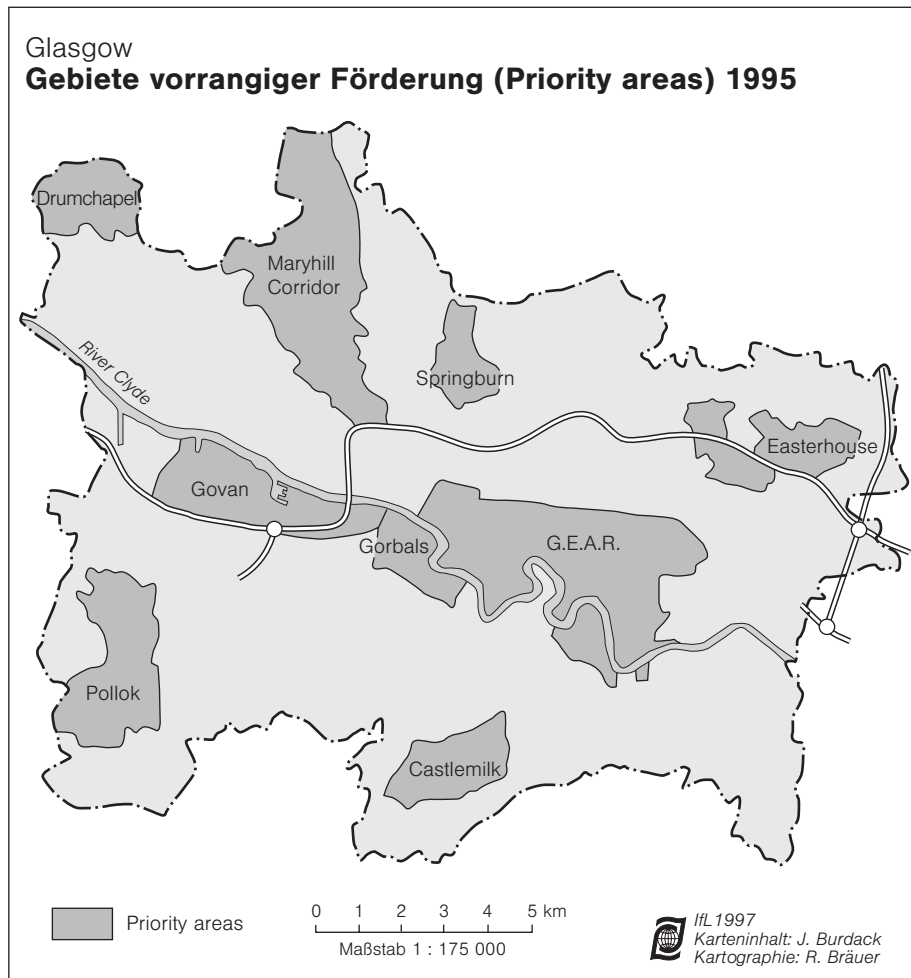 Glasgow
Gebiete vorrangiger Förderung (Priority areas) 1995
Drumchapel
Maryhill
Corridor
River Clyde
Springburn
Easterhouse
Govan
Gorbals
G.E.A.R.
Pollok
Castlemilk
Priority areas
0 1 2 3 4 5 km
Maßstab 1 : 175 000
IfL1997
Karteninhalt: J. Burdack
Kartographie: R. Bräuer